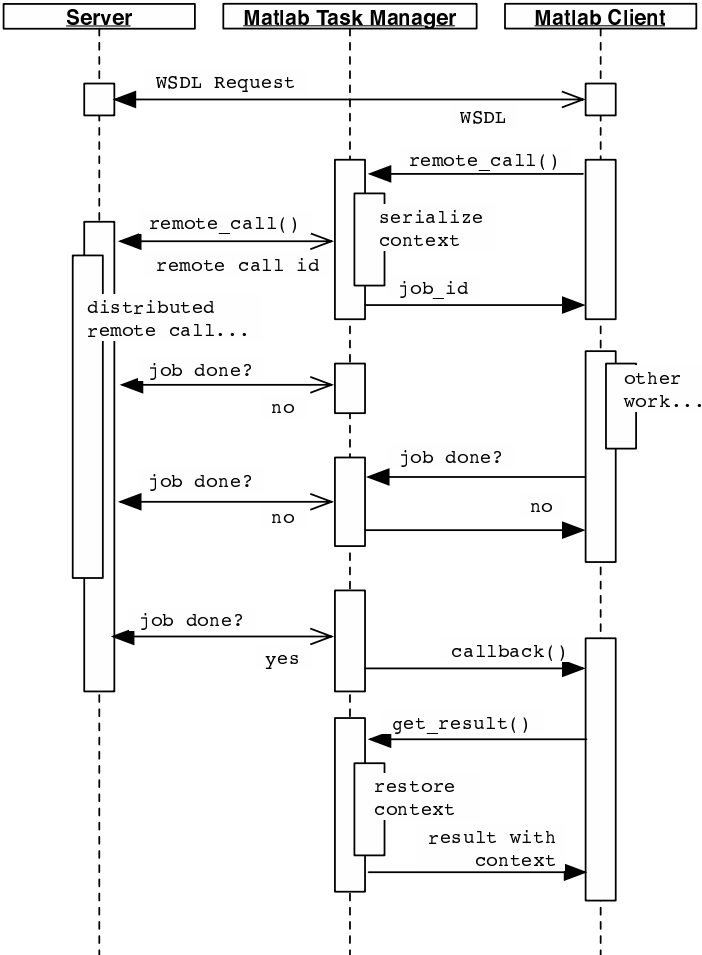 Server
Matlab Task Manager
Matlab Client
WSDL Request
WSDL
remote_call()
serialize
context
remote_call()
remote call id
job_id
distributed
remote call...
job done?
no
other
work...
job done?
job done?
no
no
job done?
yes
callback()
get_result()
restore
context
result with
context